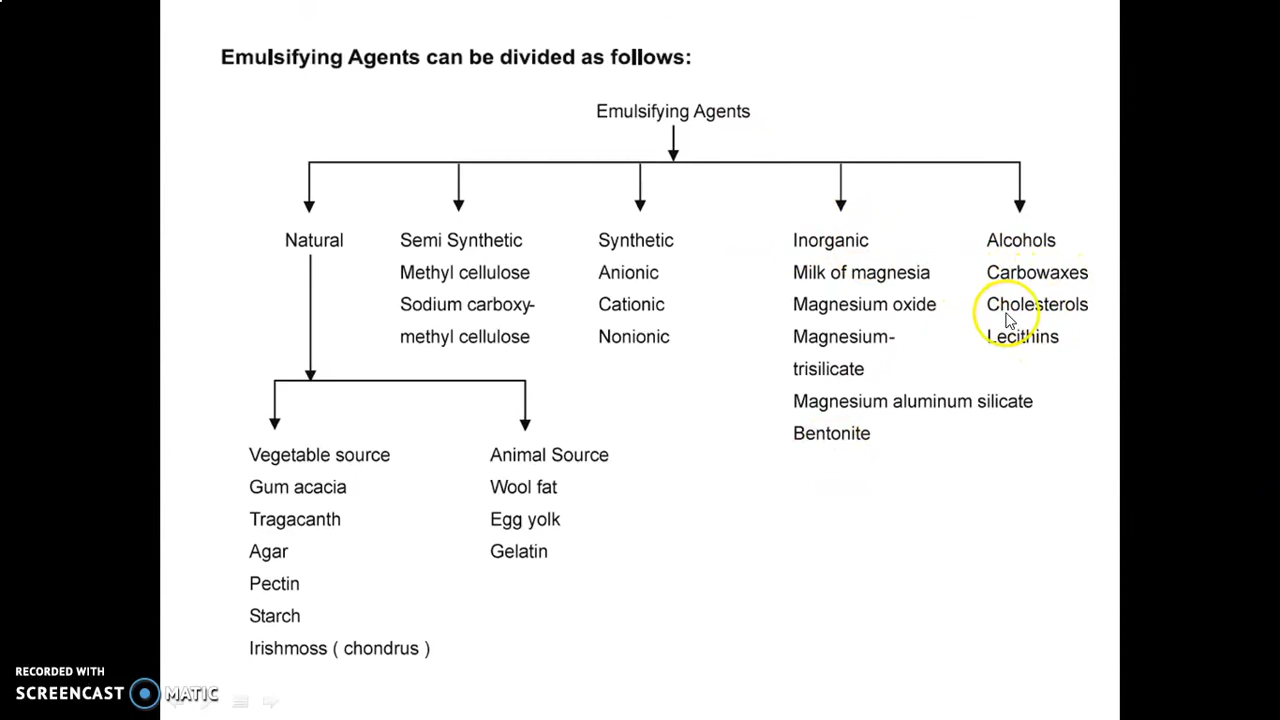 Emulsifying Agents can be divided as follows:
Emulsifying Agents
Natural
Semi Synthetic
Methyl cellulose
Sodium carboxy-
methyl cellulose
Synthetic
Anionic
Cationic
Nonionic
Inorganic
Milk of magnesia
Magnesium oxide
Magnesium-
trisilicate
Magnesium aluminum silicate
Bentonite
Alcohols
Carbowaxes
Cholesterols
Lecithins
Vegetable source
Gum acacia
Tragacanth
Agar
Pectin
Starch
Irishmoss ( chondrus )
Animal Source
Wool fat
Egg yolk
Gelatin
RECORDED WITH
SCREENCAST MATIC